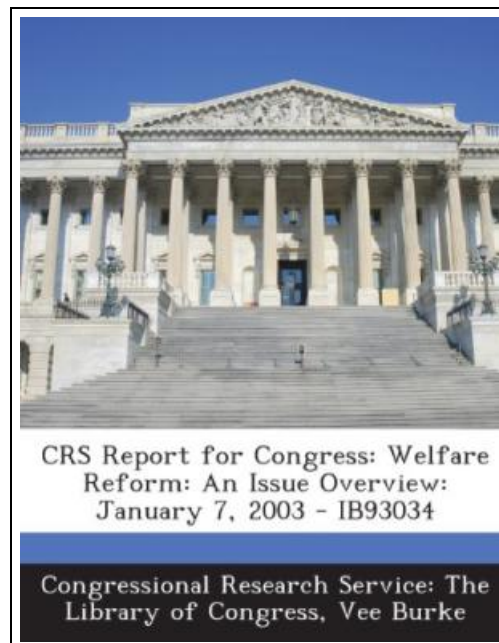 CRS Report for Congress: Welfare
Reform: An Issue Overview:
January 7, 2003 - IB93034
Congressional Research Service: The
Library of Congress, Vee Burke